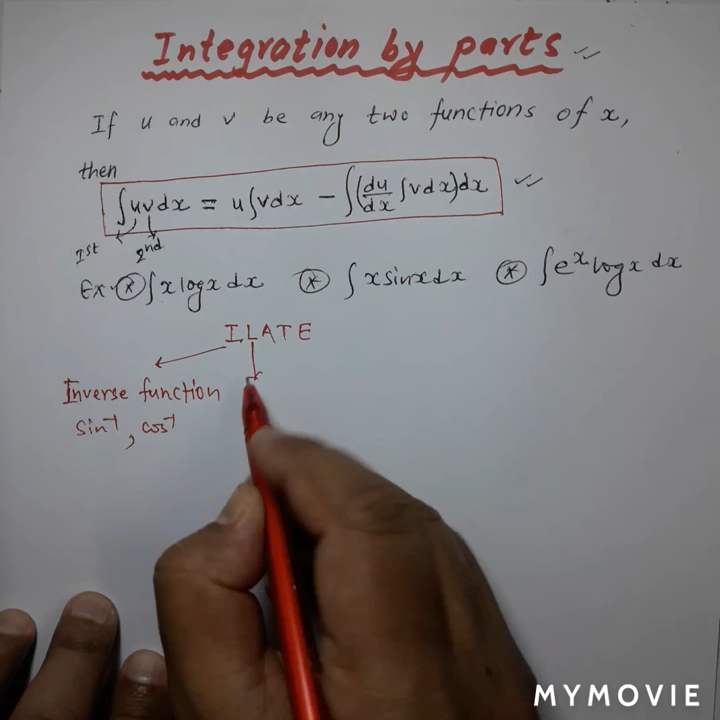 Integration by parts
If u and v be any two functions of x,
then
∫uvdx = u∫vdx − ∫(du/dx ∫vdx)dx
Ist 2nd
Ex. * ∫x logx dx * ∫x sinx dx * ∫e^x logx dx
ILATE
Inverse function
sin⁻¹, cos⁻¹
MYMOVIE